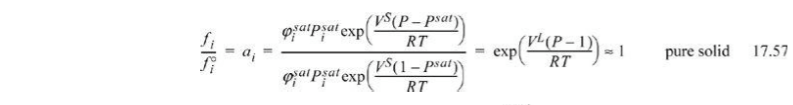 f_i/f_i° = a_i = φ_i^sat P_i^sat exp(V^S(P – P^sat)/RT) / φ_i^sat P_i^sat exp(V^S(1 – P^sat)/RT) = exp(V^L(P – 1)/RT) ≈ 1 pure solid 17.57